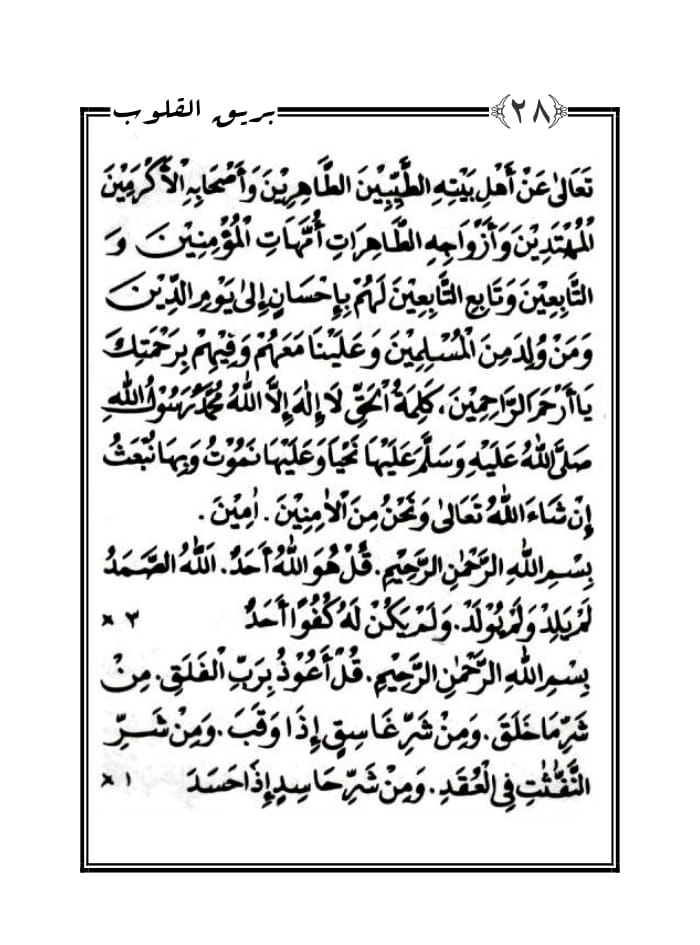 بريق القلوب ﴿٢٨﴾
تَعَالىٰ عَنْ أَهْلِ بَيْتِهِ الطَّيِّبِيْنَ الطَّاهِرِيْنَ وَأَصْحَابِهِ الْأَكْرَمِيْنَ
الْمُهْتَدِيْنَ وَأَزْوَاجِهِ الطَّاهِرَاتِ أُمَّهَاتِ الْمُؤْمِنِيْنَ وَ
التَّابِعِيْنَ وَتَابِعِ التَّابِعِيْنَ لَهُمْ بِإِحْسَانٍ إِلىٰ يَوْمِ الدِّيْنَ
وَمَنْ وُلِدَ مِنَ الْمُسْلِمِيْنَ وَعَلَيْنَا مَعَهُمْ وَفِيْهِمْ بِرَحْمَتِكَ
يَا أَرْحَمَ الرَّاحِمِيْنَ، كَلِمَةُ الْحَقِّ لَا إِلٰهَ إِلَّا اللهُ مُحَمَّدٌ رَسُوْلُ اللهِ
صَلَّى اللهُ عَلَيْهِ وَسَلَّمَ عَلَيْهَا نَحْيَا وَعَلَيْهَا نَمُوْتُ وَبِهَا نُبْعَثُ
إِنْ شَاءَ اللهُ تَعَالىٰ وَنَحْنُ مِنَ الْاٰمِنِيْنَ. اٰمِيْنَ.
بِسْمِ اللهِ الرَّحْمٰنِ الرَّحِيْمِ. قُلْ هُوَ اللهُ أَحَدٌ. اَللهُ الصَّمَدُ
لَمْ يَلِدْ وَلَمْ يُوْلَدْ. وَلَمْ يَكُنْ لَهُ كُفُوًا أَحَدٌ ٣ ×
بِسْمِ اللهِ الرَّحْمٰنِ الرَّحِيْمِ. قُلْ أَعُوْذُ بِرَبِّ الْفَلَقِ. مِنْ
شَرِّ مَا خَلَقَ. وَمِنْ شَرِّ غَاسِقٍ إِذَا وَقَبَ. وَمِنْ شَرِّ
النَّفّٰثٰتِ فِي الْعُقَدِ. وَمِنْ شَرِّ حَاسِدٍ إِذَا حَسَدَ ١ ×